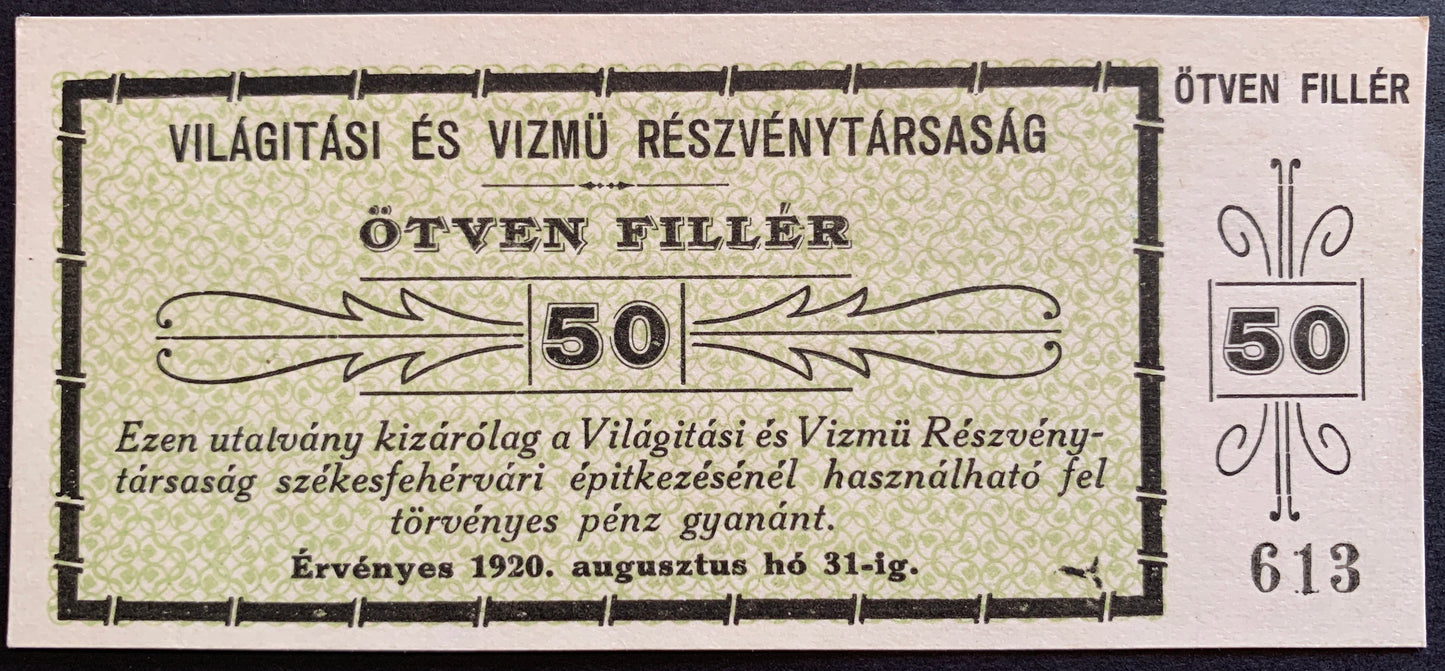 VILÁGITÁSI ÉS VIZMÜ RÉSZVÉNYTÁRSASÁG
ÖTVEN FILLÉR
50
Ezen utalvány kizárólag a Világitási és Vizmü Részvény-
társaság székesfehérvári épitkezésénél használható fel
törvényes pénz gyanánt.
Érvényes 1920. augusztus hó 31-ig.
ÖTVEN FILLÉR
50
613